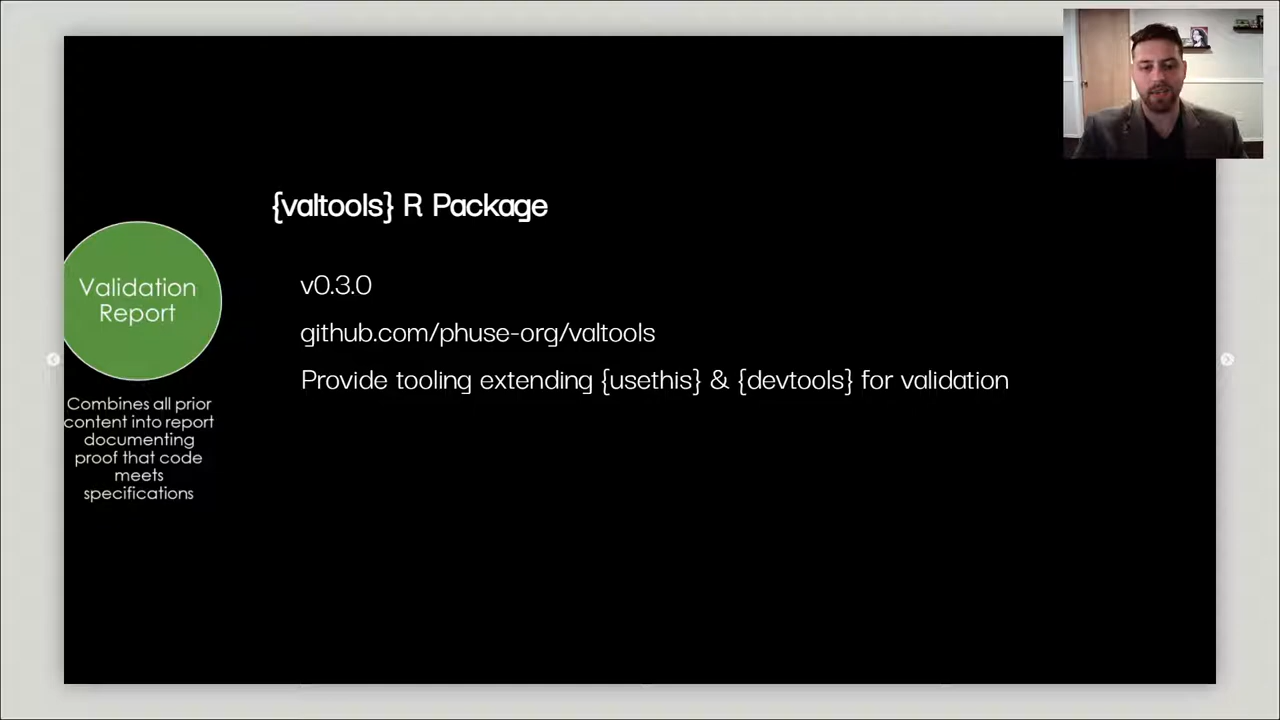 {valtools} R Package
v0.3.0
github.com/phuse-org/valtools
Provide tooling extending {usethis} & {devtools} for validation
Validation
Report
Combines all prior
content into report
documenting
proof that code
meets
specifications